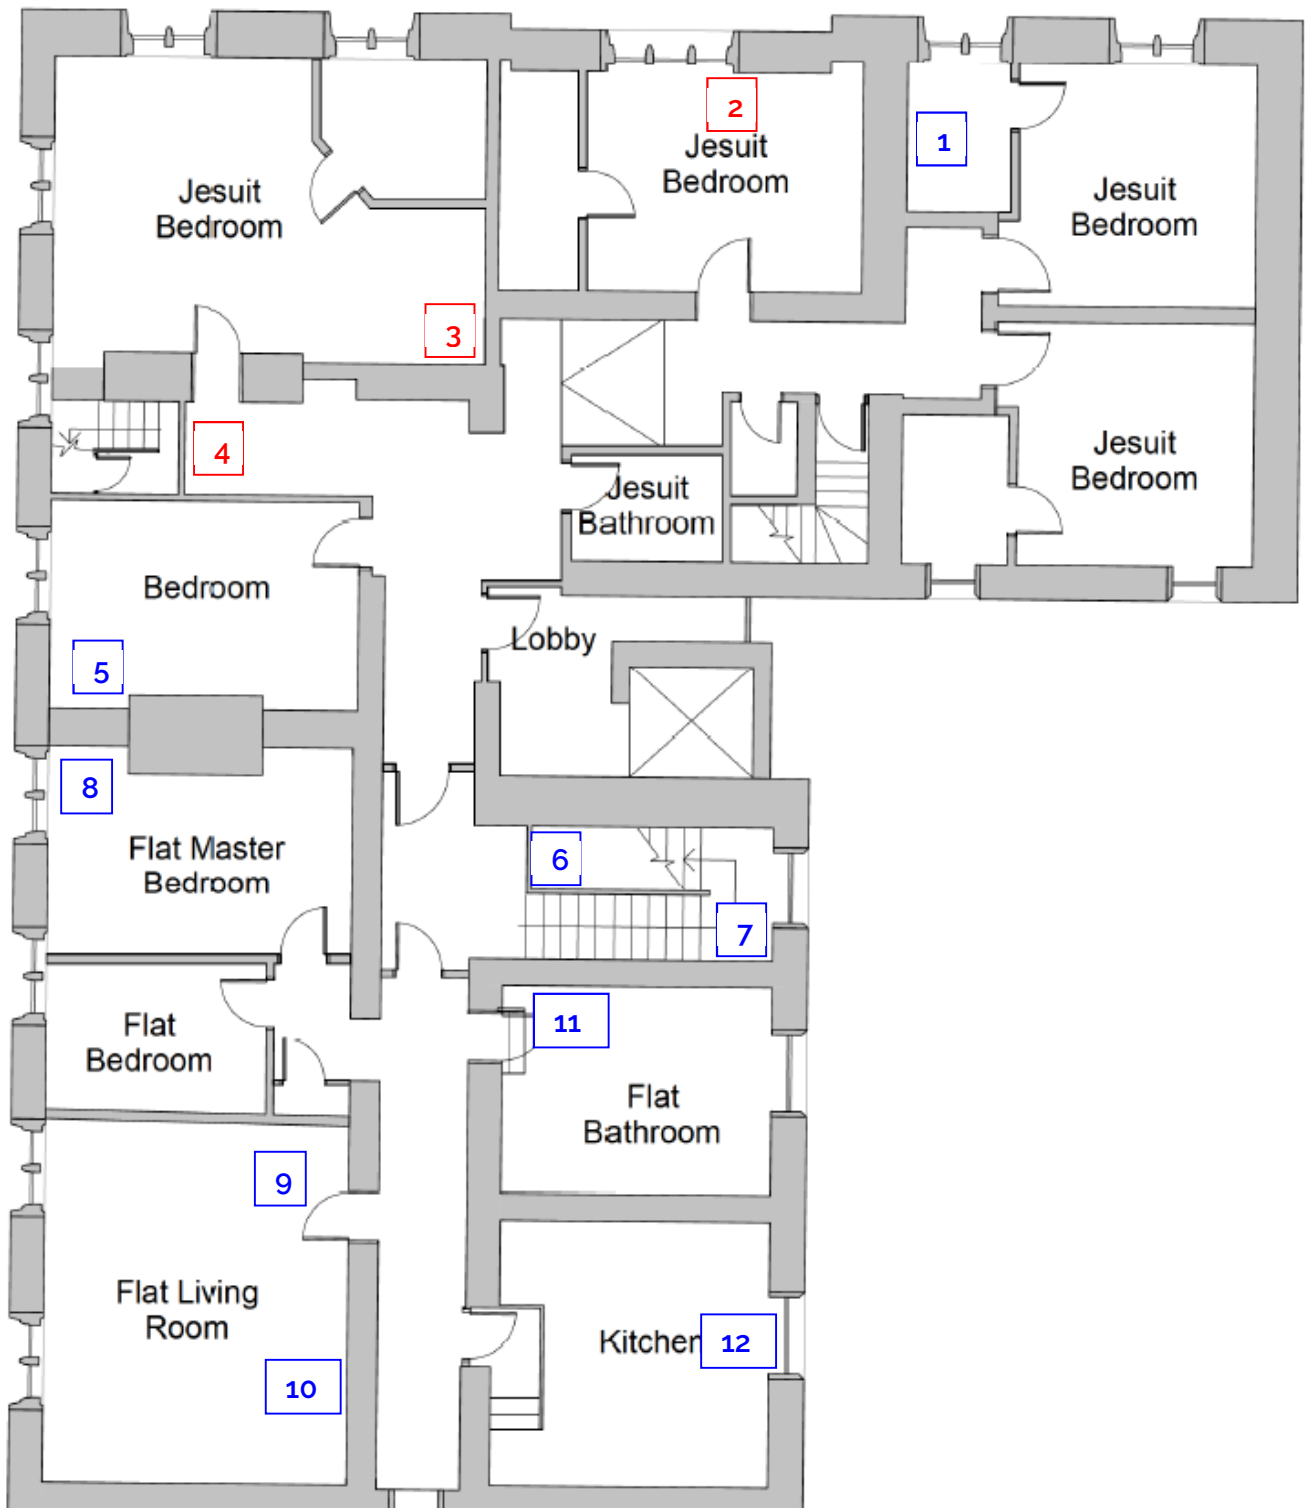 2
Jesuit
Bedroom
1
Jesuit
Bedroom
Jesuit
Bedroom
3
4
Jesuit
Bedroom
Jesuit
Bathroom
Bedroom
5
Lobby
8
Flat Master
Bedroom
6
7
Flat
Bedroom
11
Flat
Bathroom
9
Flat Living
Room
10
Kitchen
12